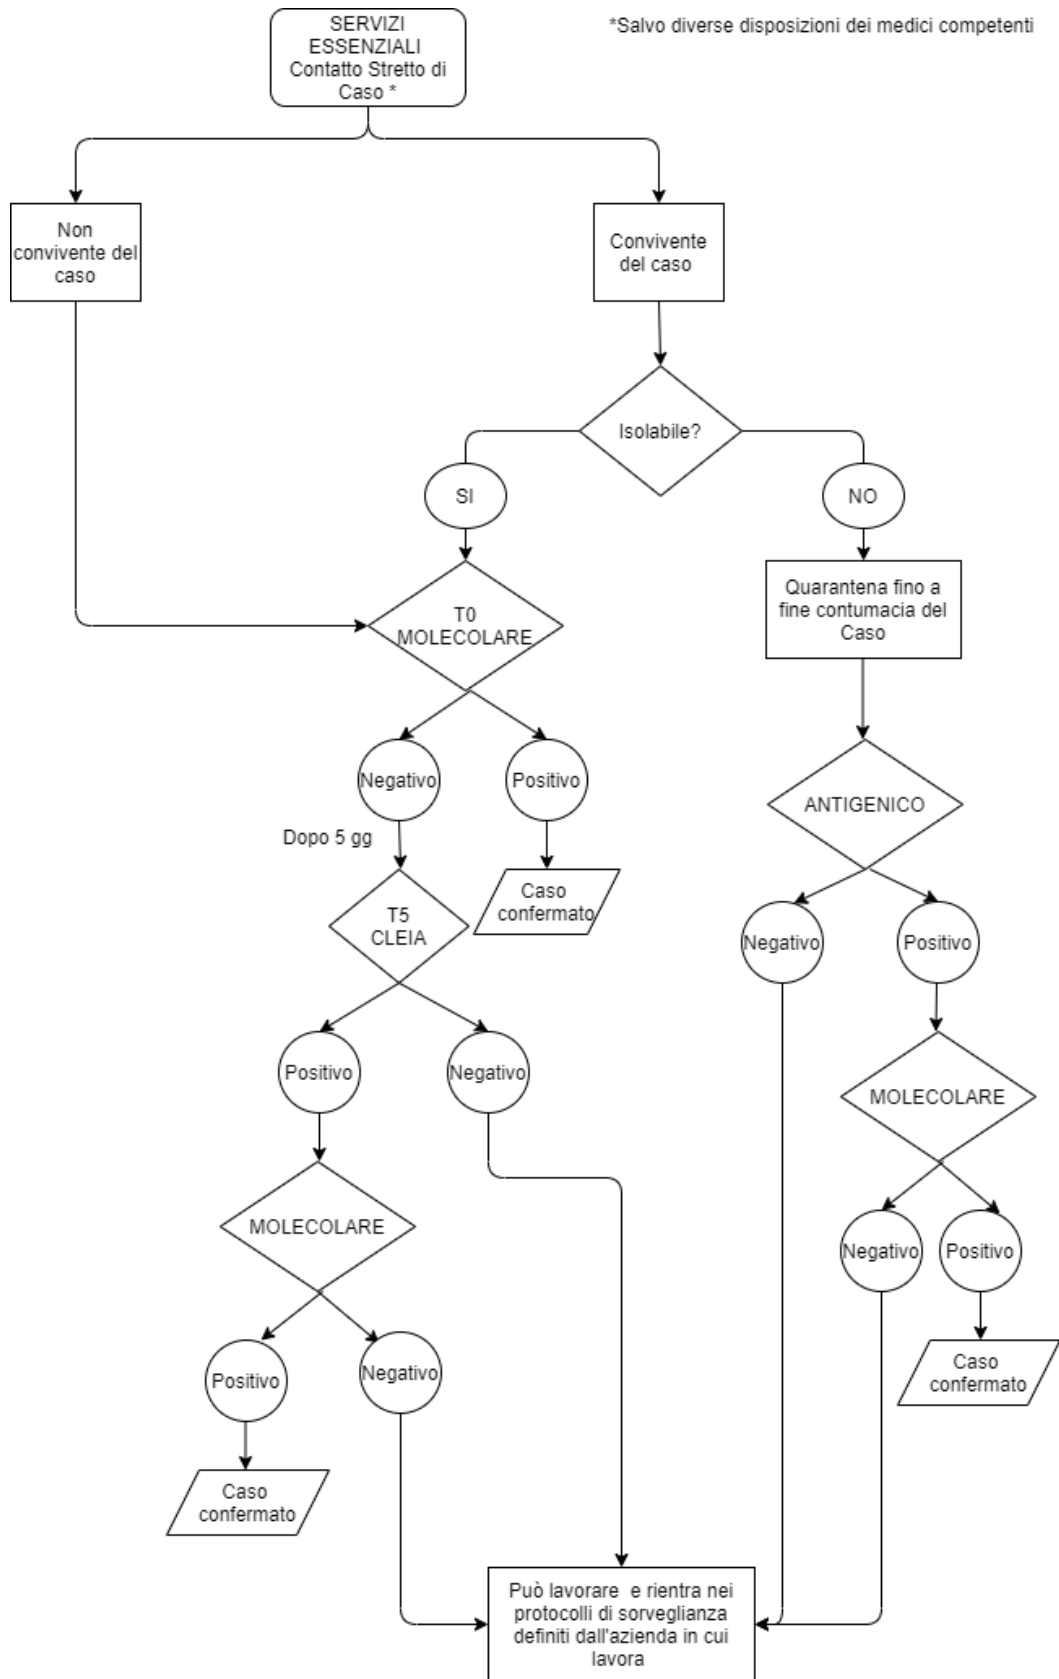 SERVIZI
ESSENZIALI
Contatto Stretto di
Caso *
*Salvo diverse disposizioni dei medici competenti
Non
convivente del
caso
Convivente
del caso
Isolabile?
SI
NO
T0
MOLECOLARE
Quarantena fino a
fine contumacia del
Caso
Negativo
Positivo
ANTIGENICO
Dopo 5 gg
Caso
confermato
T5
CLEIA
Negativo
Positivo
Positivo
Negativo
MOLECOLARE
MOLECOLARE
Negativo
Positivo
Positivo
Negativo
Caso
confermato
Caso
confermato
Può lavorare e rientra nei
protocolli di sorveglianza
definiti dall'azienda in cui
lavora